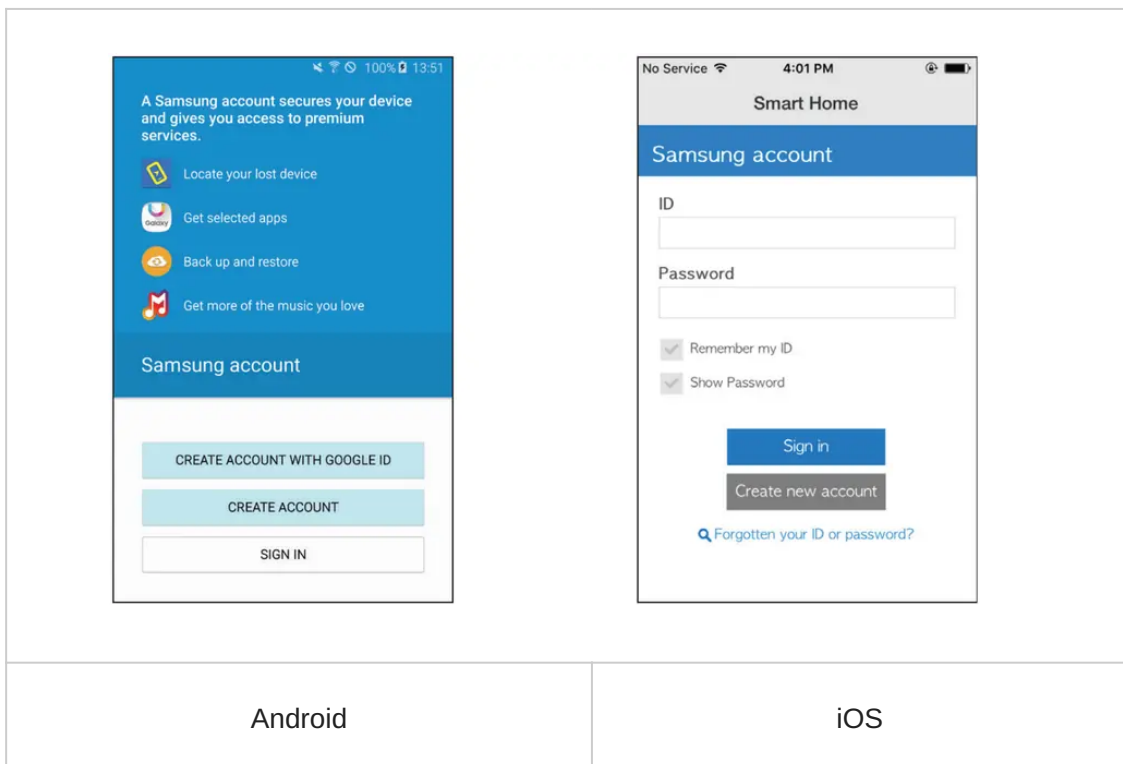 100% 13:51
A Samsung account secures your device
and gives you access to premium
services.
Locate your lost device
Galaxy
Get selected apps
Back up and restore
Get more of the music you love
Samsung account
CREATE ACCOUNT WITH GOOGLE ID
CREATE ACCOUNT
SIGN IN
No Service 4:01 PM
Smart Home
Samsung account
ID
Password
Remember my ID
Show Password
Sign in
Create new account
Forgotten your ID or password?
Android
iOS